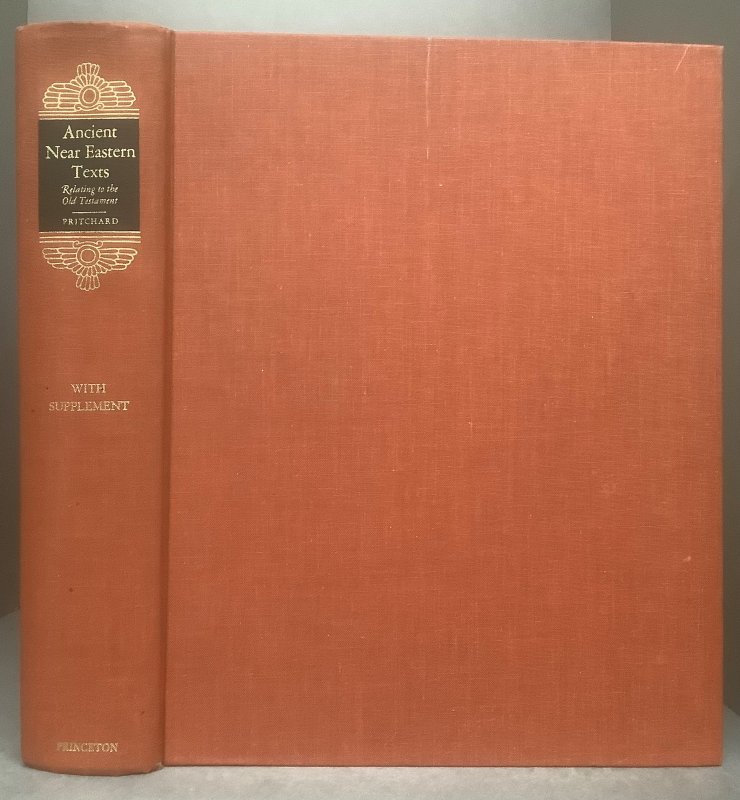 Ancient
Near Eastern
Texts
Relating to the
Old Testament
PRITCHARD
WITH
SUPPLEMENT
PRINCETON